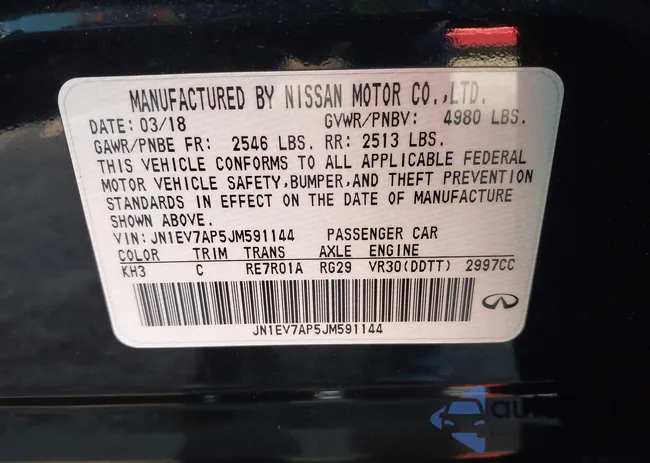 MANUFACTURED BY NISSAN MOTOR CO.,LTD.
DATE: 03/18 GVWR/PNBV: 4980 LBS.
GAWR/PNBE FR: 2546 LBS. RR: 2513 LBS.
THIS VEHICLE CONFORMS TO ALL APPLICABLE FEDERAL
MOTOR VEHICLE SAFETY,BUMPER,AND THEFT PREVENTION
STANDARDS IN EFFECT ON THE DATE OF MANUFACTURE
SHOWN ABOVE.
VIN: JN1EV7AP5JM591144 PASSENGER CAR
COLOR TRIM TRANS AXLE ENGINE
KH3 C RE7R01A RG29 VR30(DDTT) 2997CC
JN1EV7AP5JM591144